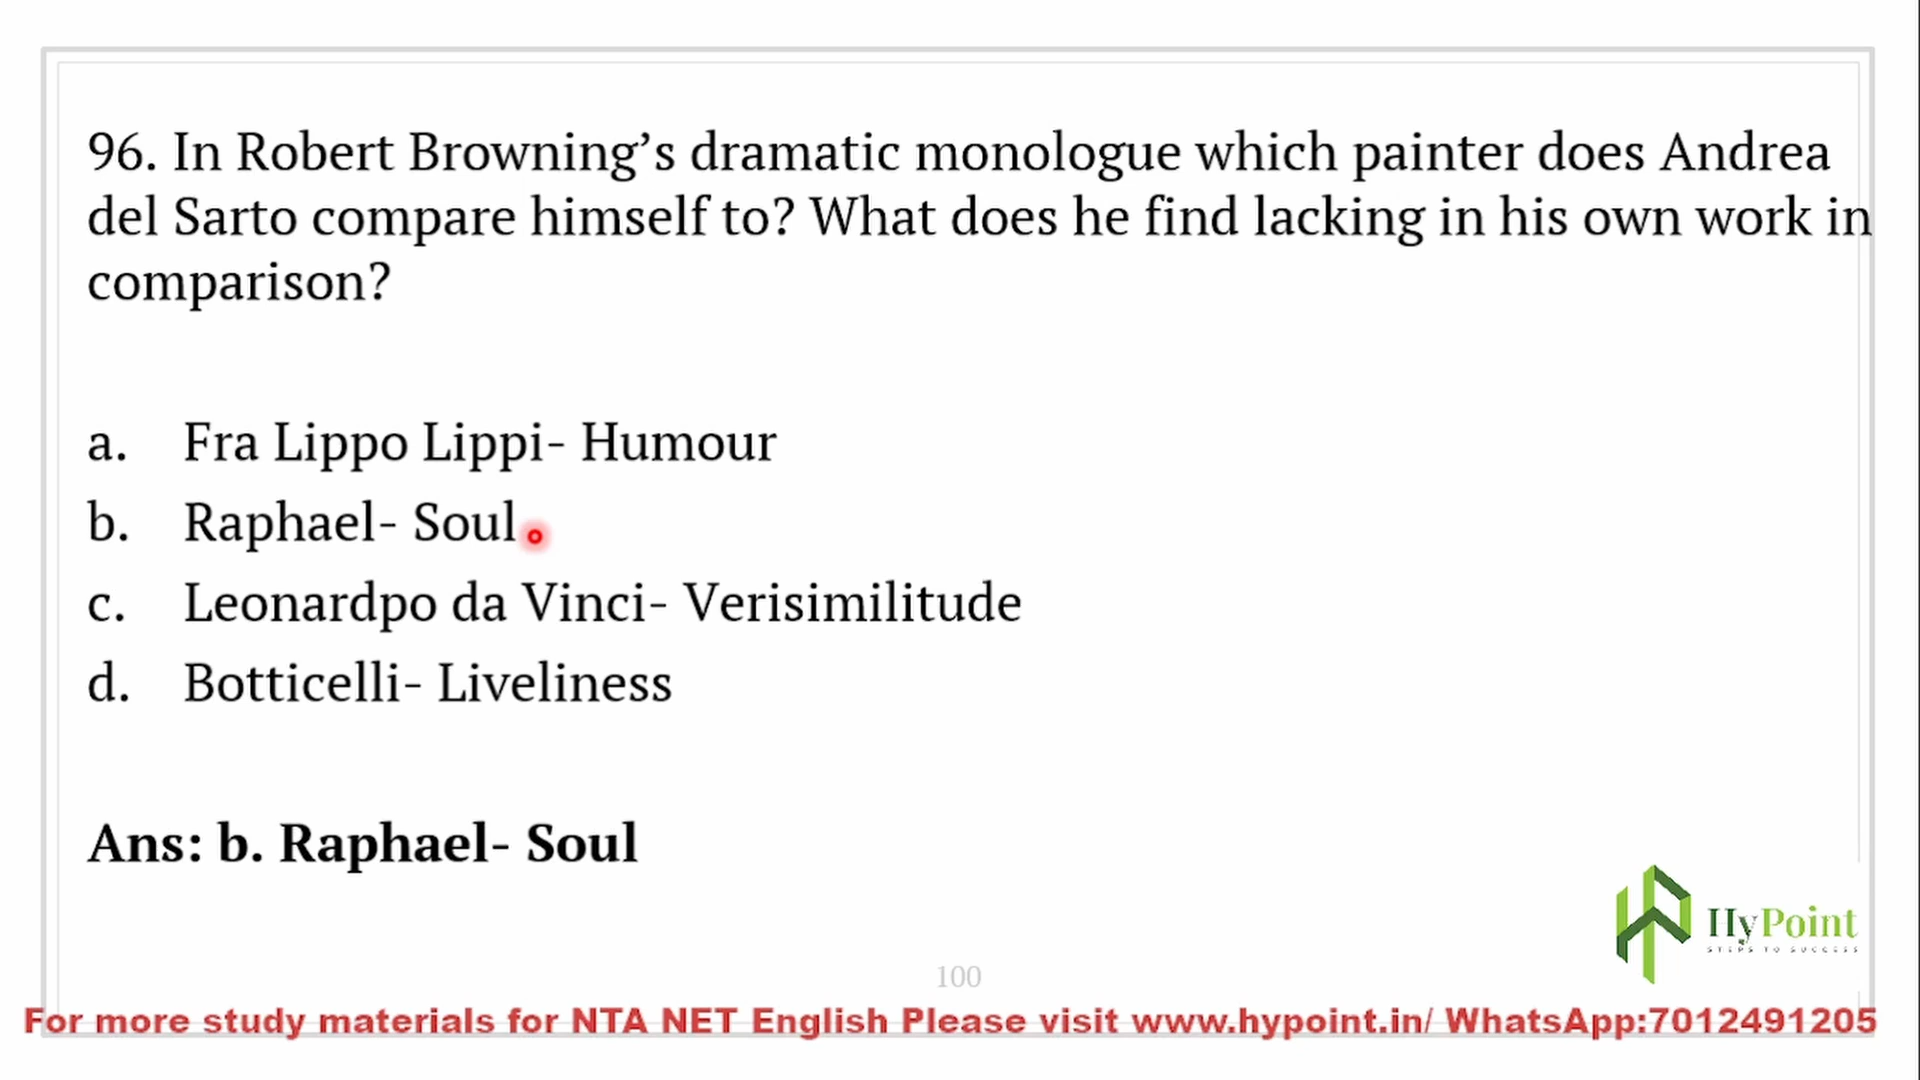 96. In Robert Browning’s dramatic monologue which painter does Andrea
del Sarto compare himself to? What does he find lacking in his own work in
comparison?
a. Fra Lippo Lippi- Humour
b. Raphael- Soul
c. Leonardpo da Vinci- Verisimilitude
d. Botticelli- Liveliness
Ans: b. Raphael- Soul
HyPoint
STEPS TO SUCCESS
100
For more study materials for NTA NET English Please visit www.hypoint.in/ WhatsApp:7012491205